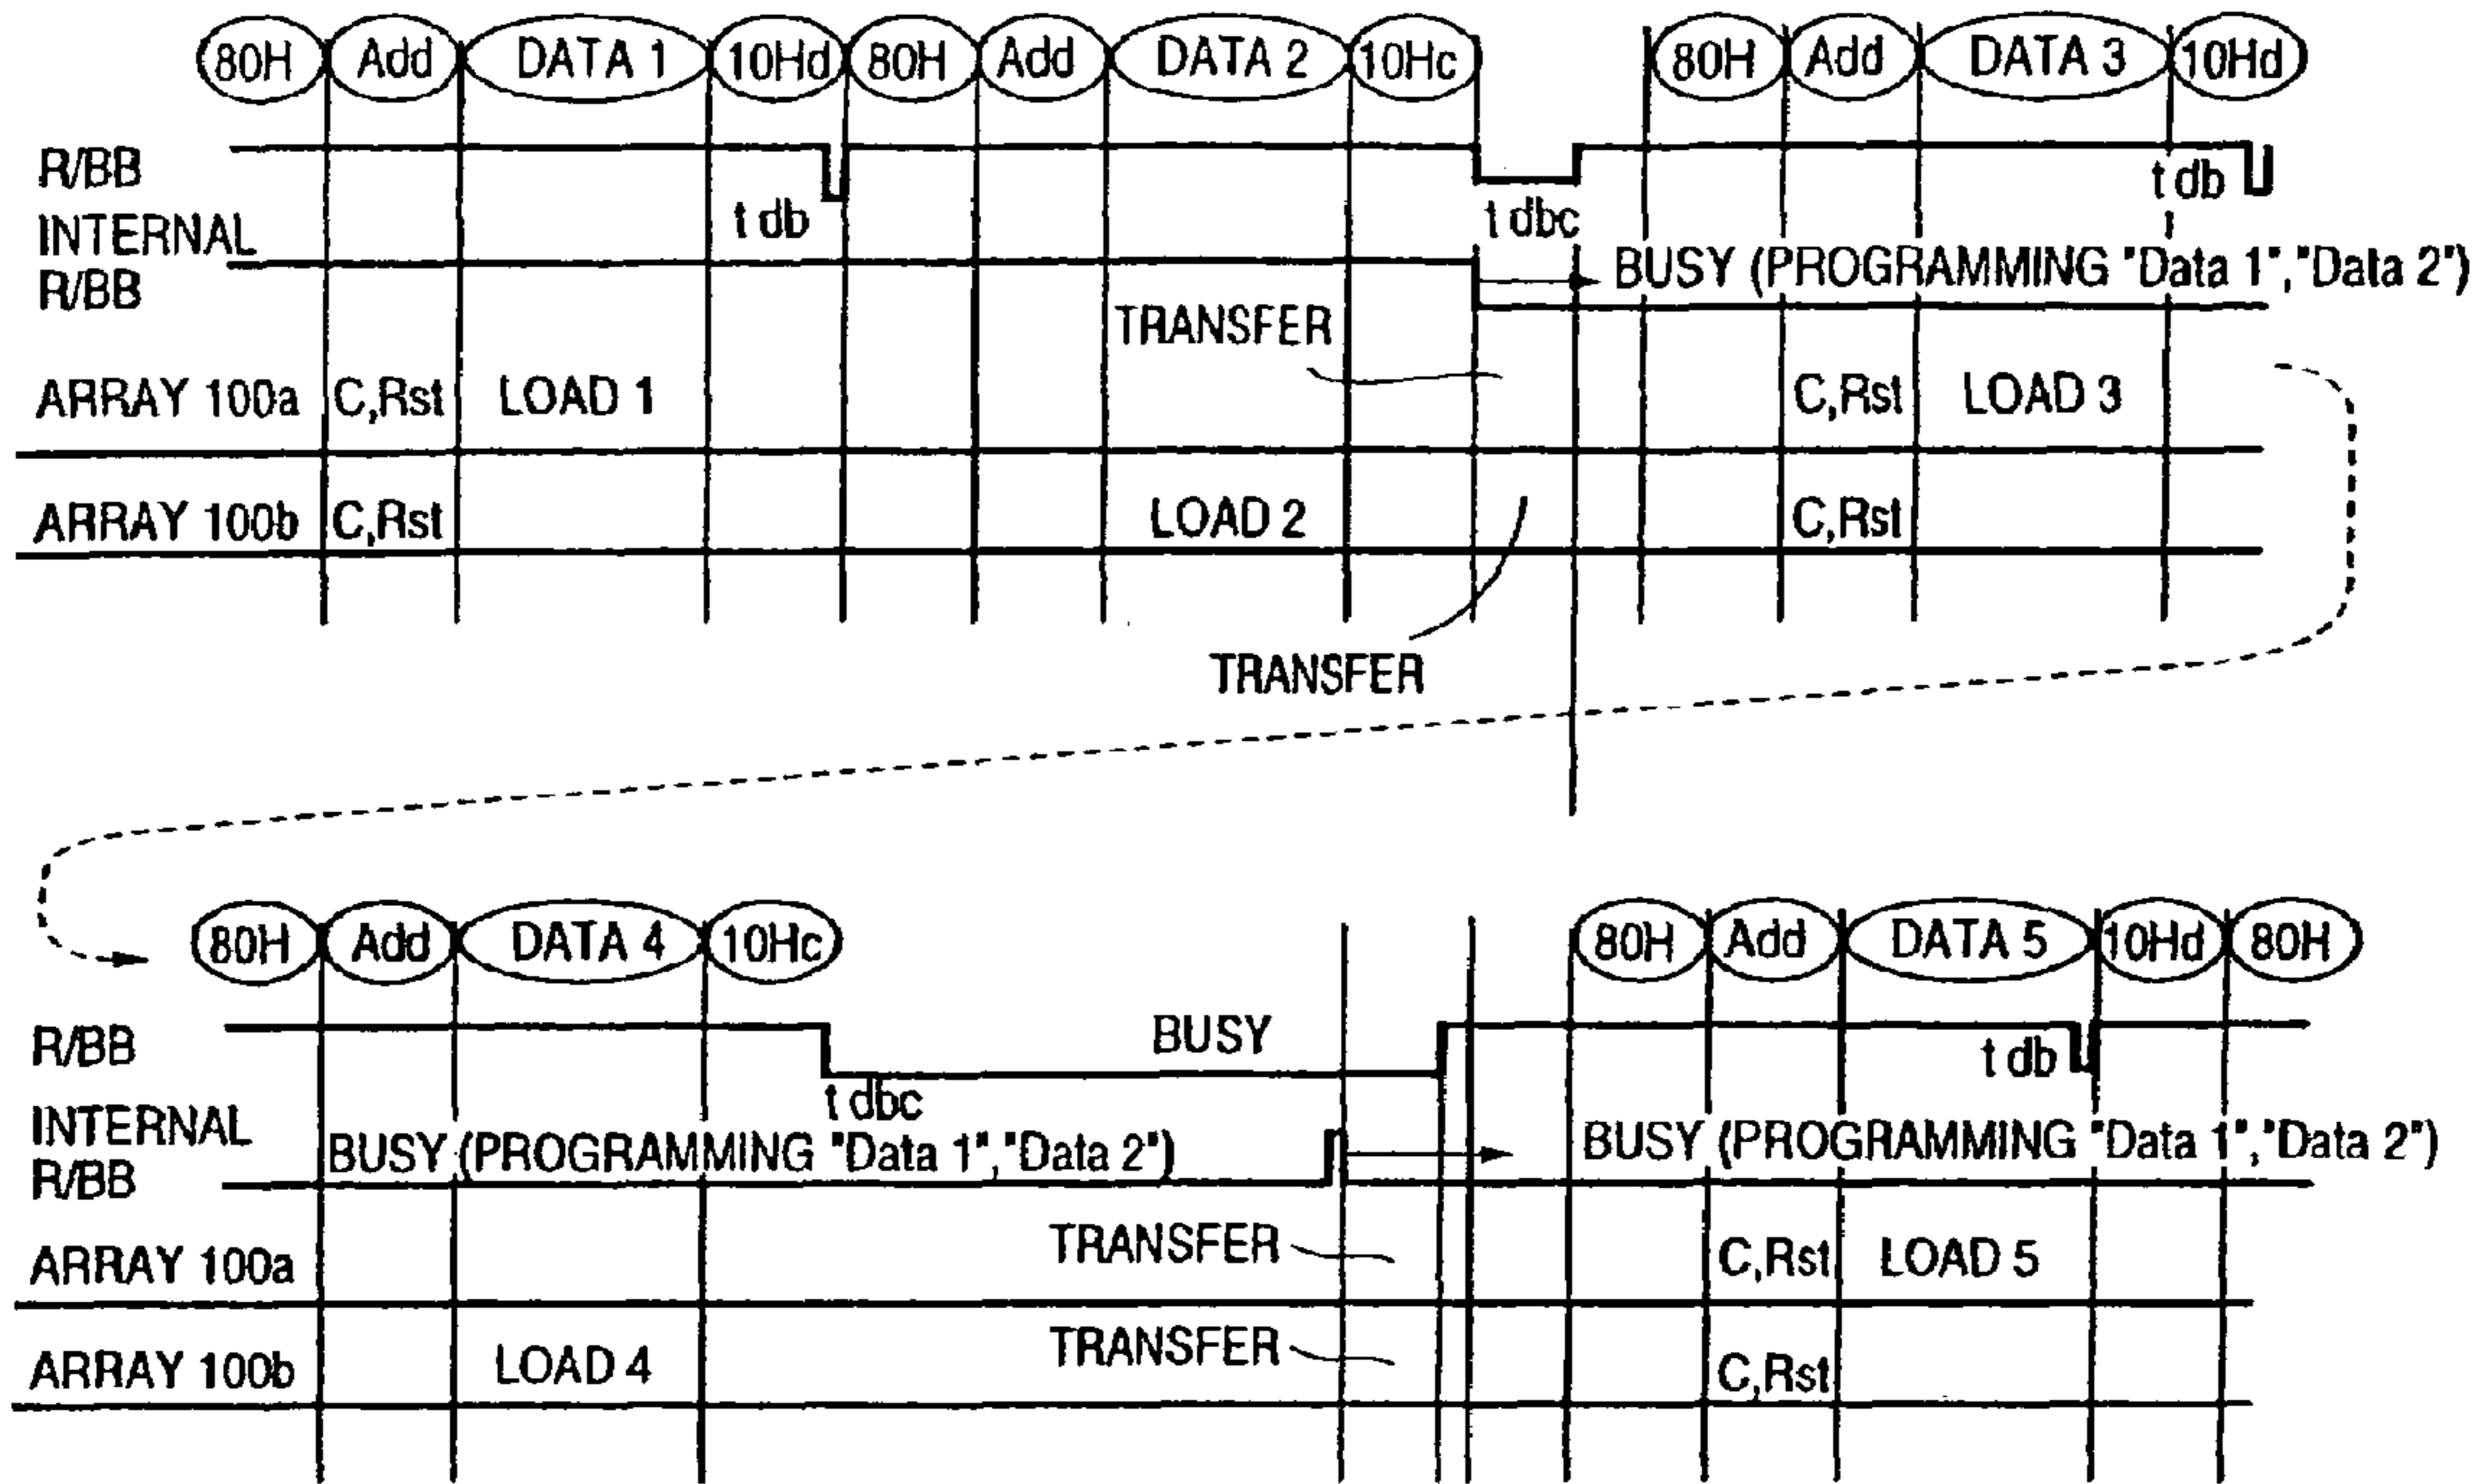 80H Add DATA 1 10Hd 80H Add DATA 2 10Hc 80H Add DATA 3 10Hd
R/BB
t db
t dbc
t db
INTERNAL
R/BB
BUSY (PROGRAMMING "Data 1","Data 2")
TRANSFER
ARRAY 100a C,Rst LOAD 1 C,Rst LOAD 3
ARRAY 100b C,Rst LOAD 2 C,Rst
TRANSFER
80H Add DATA 4 10Hc 80H Add DATA 5 10Hd 80H
R/BB
BUSY
t db
t dbc
INTERNAL
R/BB
BUSY (PROGRAMMING "Data 1","Data 2") BUSY (PROGRAMMING "Data 1","Data 2")
ARRAY 100a TRANSFER C,Rst LOAD 5
ARRAY 100b LOAD 4 TRANSFER C,Rst